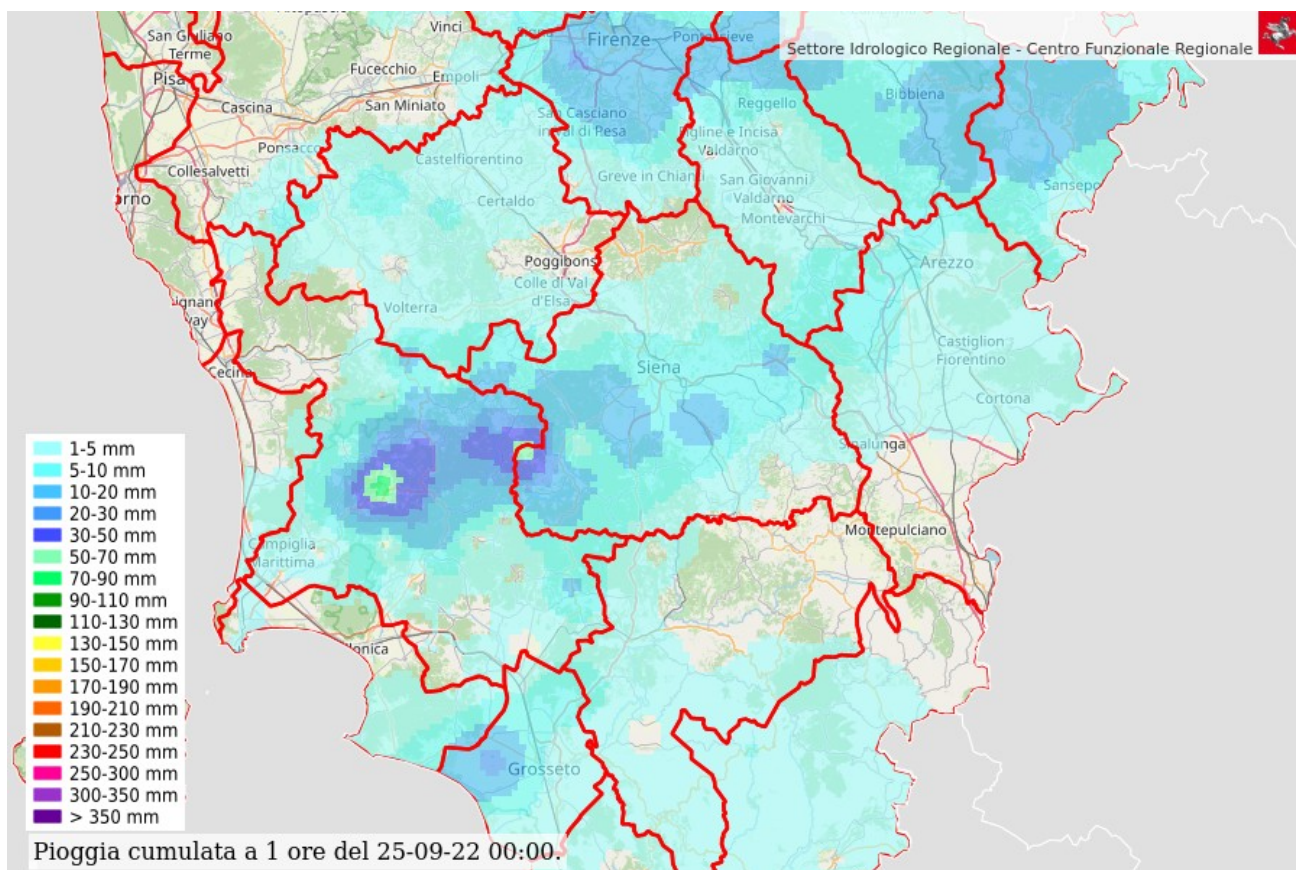 Vinci
San Giuliano
Terme
Firenze
Settore Idrologico Regionale - Centro Funzionale Regionale
Pisa
Fucecchio
Empoli
Cascina
San Miniato
Reggello
Bibbiena
San Casciano
in Val di Pesa
Ponsacco
Figline e Incisa
Valdarno
Collesalvetti
Castelfiorentino
Greve in Chianti
San Giovanni
Valdarno
Sansepo
orno
Certaldo
Montevarchi
Poggibons
Arezzo
Colle di Val
d'Elsa
ignan
vay
Volterra
Castiglion
Fiorentino
Cecina
Siena
Cortona
Sinalunga
1-5 mm
5-10 mm
10-20 mm
20-30 mm
30-50 mm
50-70 mm
70-90 mm
90-110 mm
110-130 mm
130-150 mm
150-170 mm
170-190 mm
190-210 mm
210-230 mm
230-250 mm
250-300 mm
300-350 mm
> 350 mm
Montepulciano
Campiglia
Marittima
lonica
Grosseto
Pioggia cumulata a 1 ore del 25-09-22 00:00.